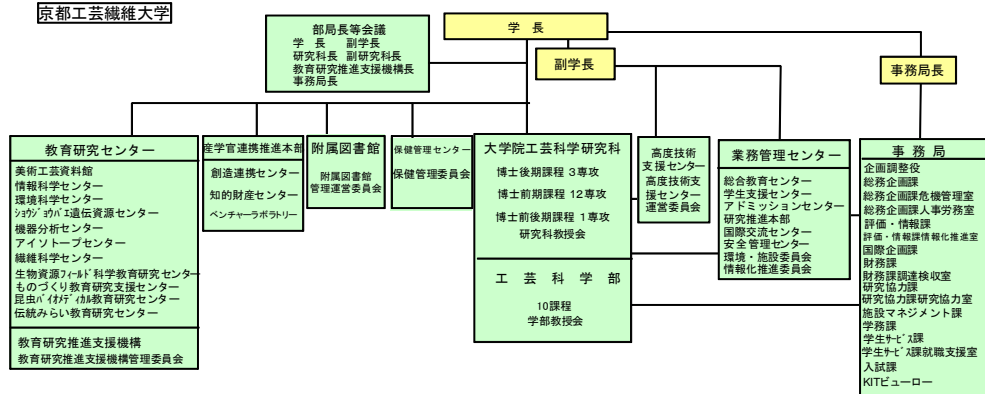 京都工芸繊維大学
学 長
部局長等会議
学 長 副学長
研究科長 副研究科長
教育研究推進支援機構長
事務局長
副学長
事務局長
教育研究センター
美術工芸資料館
情報科学センター
環境科学センター
ショウジョウバエ遺伝資源センター
機器分析センター
アイソトープセンター
繊維科学センター
生物資源フィールド科学教育研究センター
ものづくり教育研究支援センター
昆虫バイオメディカル教育研究センター
伝統みらい教育研究センター
教育研究推進支援機構
教育研究推進支援機構管理委員会
産学官連携推進本部
創造連携センター
知的財産センター
ベンチャーラボラトリー
附属図書館
附属図書館
管理運営委員会
保健管理センター
保健管理委員会
大学院工芸科学研究科
博士後期課程 3専攻
博士前期課程 12専攻
博士前後期課程 1専攻
研究科教授会
工 芸 科 学 部
10課程
学部教授会
高度技術
支援センター
高度技術支
援センター
運営委員会
業務管理センター
総合教育センター
学生支援センター
アドミッションセンター
研究推進本部
国際交流センター
安全管理センター
環境・施設委員会
情報化推進委員会
事 務 局
企画調整役
総務企画課
総務企画課危機管理室
総務企画課人事労務室
評価・情報課
評価・情報課情報化推進室
国際企画課
財務課
財務課調達検収室
研究協力課
研究協力課研究協力室
施設マネジメント課
学務課
学生サービス課
学生サービス課就職支援室
入試課
KITビューロー